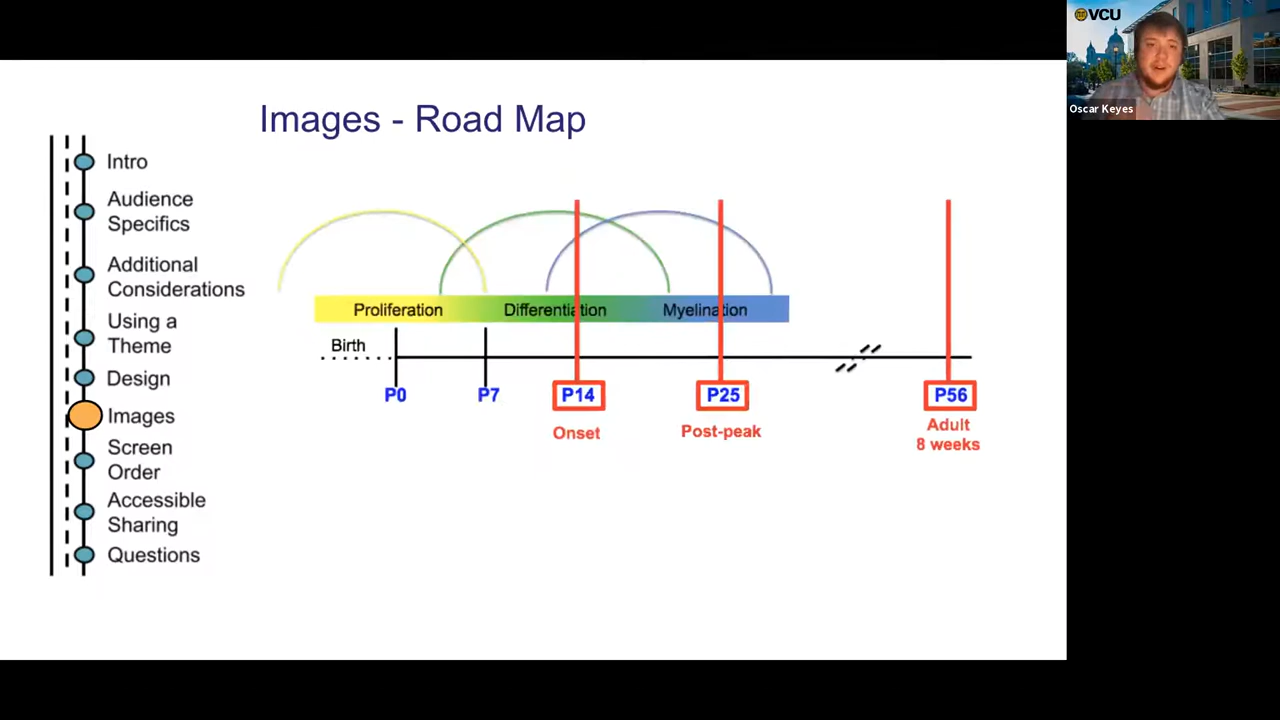 VCU
Oscar Keyes
Images - Road Map
Intro
Audience
Specifics
Additional
Considerations
Using a
Theme
Design
Images
Screen
Order
Accessible
Sharing
Questions
Proliferation
Differentiation
Myelination
Birth
P0
P7
P14
P25
P56
Onset
Post-peak
Adult
8 weeks